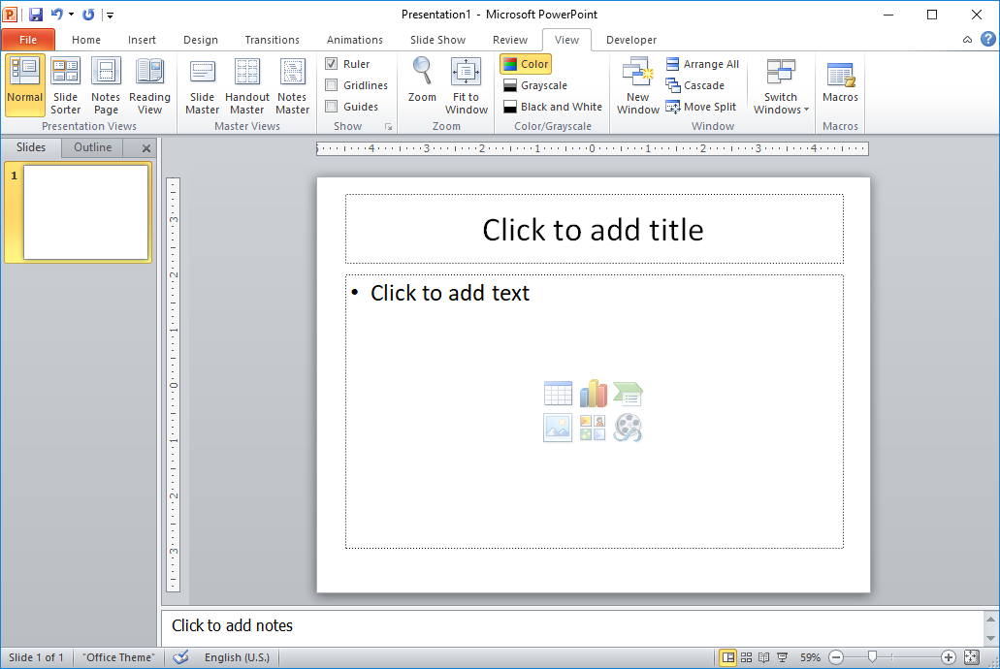 Presentation1 - Microsoft PowerPoint
File Home Insert Design Transitions Animations Slide Show Review View Developer
Normal Slide Sorter Notes Page Reading View
Presentation Views
Slide Master Handout Master Notes Master
Master Views
Ruler
Gridlines
Guides
Show
Zoom Fit to Window
Zoom
Color
Grayscale
Black and White
Color/Grayscale
New Window
Arrange All
Cascade
Move Split
Switch Windows
Window
Macros
Macros
Slides Outline
4 3 2 1 0 1 2 3 4
1
3
2
1
0
1
2
3
Click to add title
• Click to add text
Click to add notes
Slide 1 of 1 "Office Theme" English (U.S.) 59%